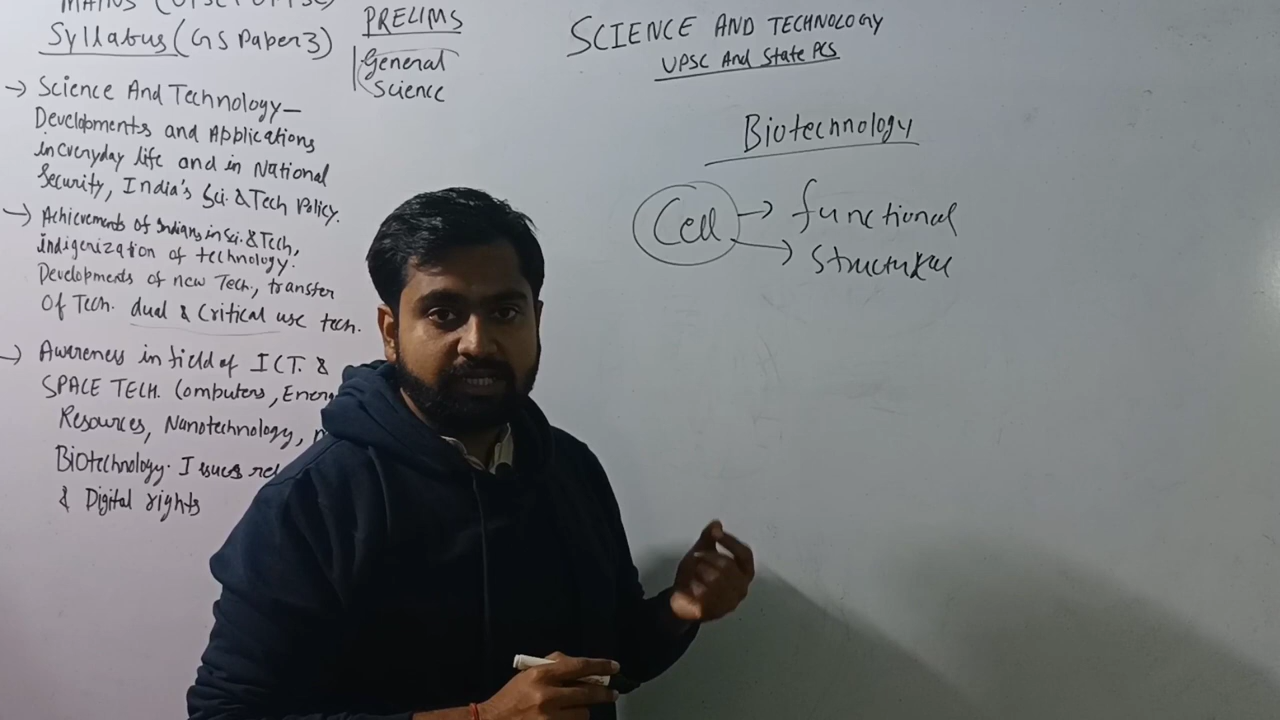 MAINS (UPSC & UPPSC)
Syllabus (GS Paper 3)
→ Science And Technology—
Developments and Applications
in everyday life and in National
Security, India's Sci. & Tech Policy.
→ Achievements of Indians in Sci. & Tech,
indigenization of technology.
Developments of new Tech., transfer
of Tech. dual & Critical use tech.
→ Awareness in field of I.C.T. &
SPACE TECH. Computers, Energ
Resources, Nanotechnology,
Biotechnology. Issues rel
& Digital rights
PRELIMS
General
Science
SCIENCE AND TECHNOLOGY
UPSC And State PCS
Biotechnology
Cell → functional
→ Structural